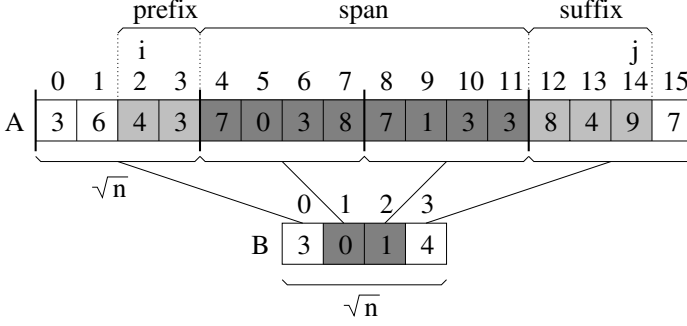 prefix span suffix
i j
0 1 2 3 4 5 6 7 8 9 10 11 12 13 14 15
A 3 6 4 3 7 0 3 8 7 1 3 3 8 4 9 7
√n
0 1 2 3
B 3 0 1 4
√n